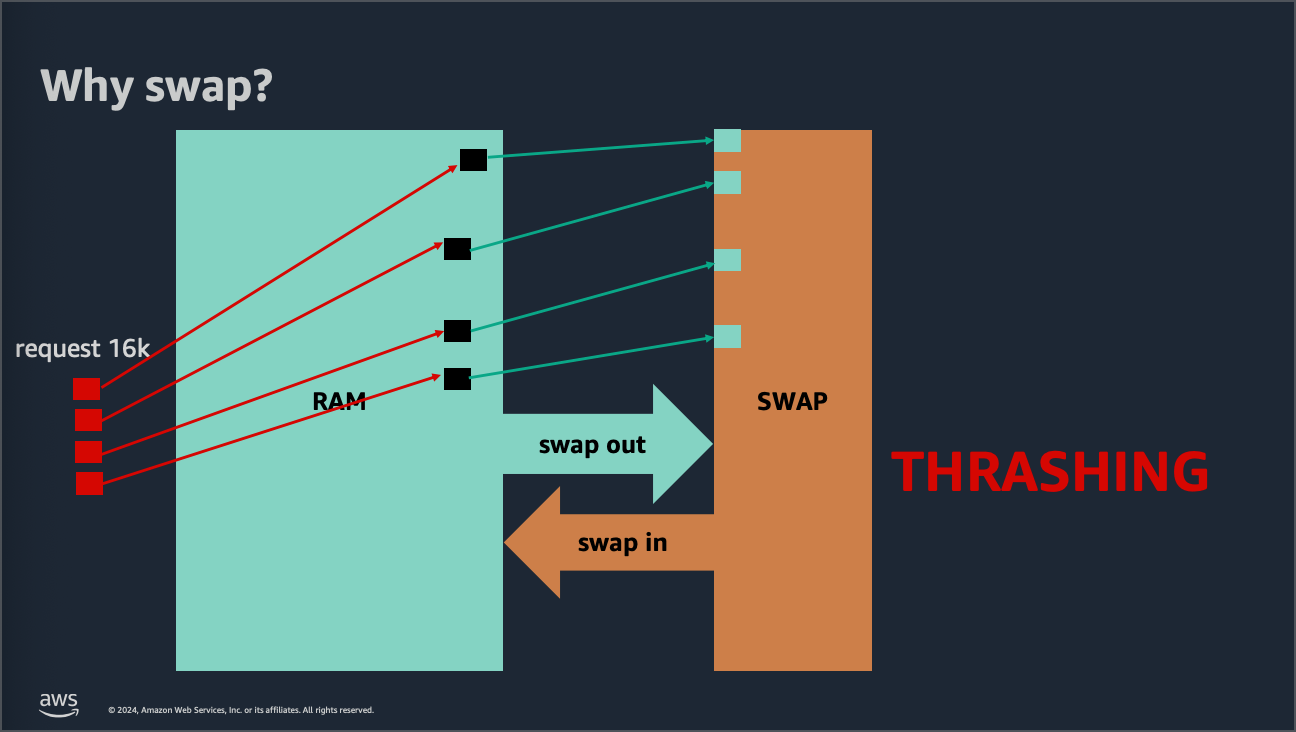 Why swap?
request 16k
RAM
SWAP
swap out
THRASHING
swap in
aws
© 2024, Amazon Web Services, Inc. or its affiliates. All rights reserved.